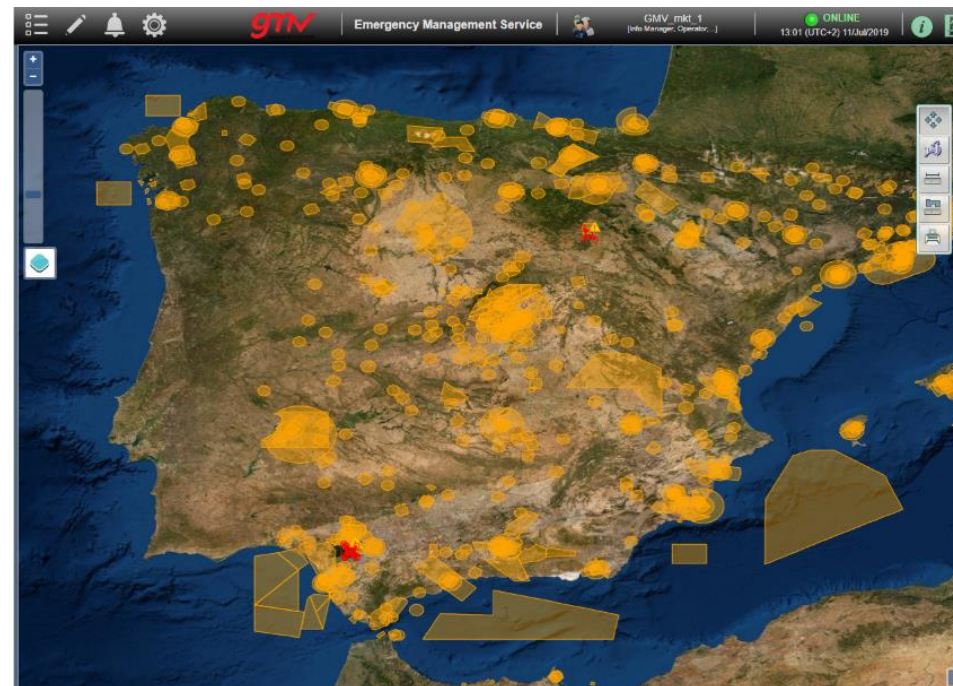 gmv
Emergency Management Service
GMV_mkt_1
[Info Manager, Operator,...]
ONLINE
13:01 (UTC+2) 11/Jul/2019
i
+
−